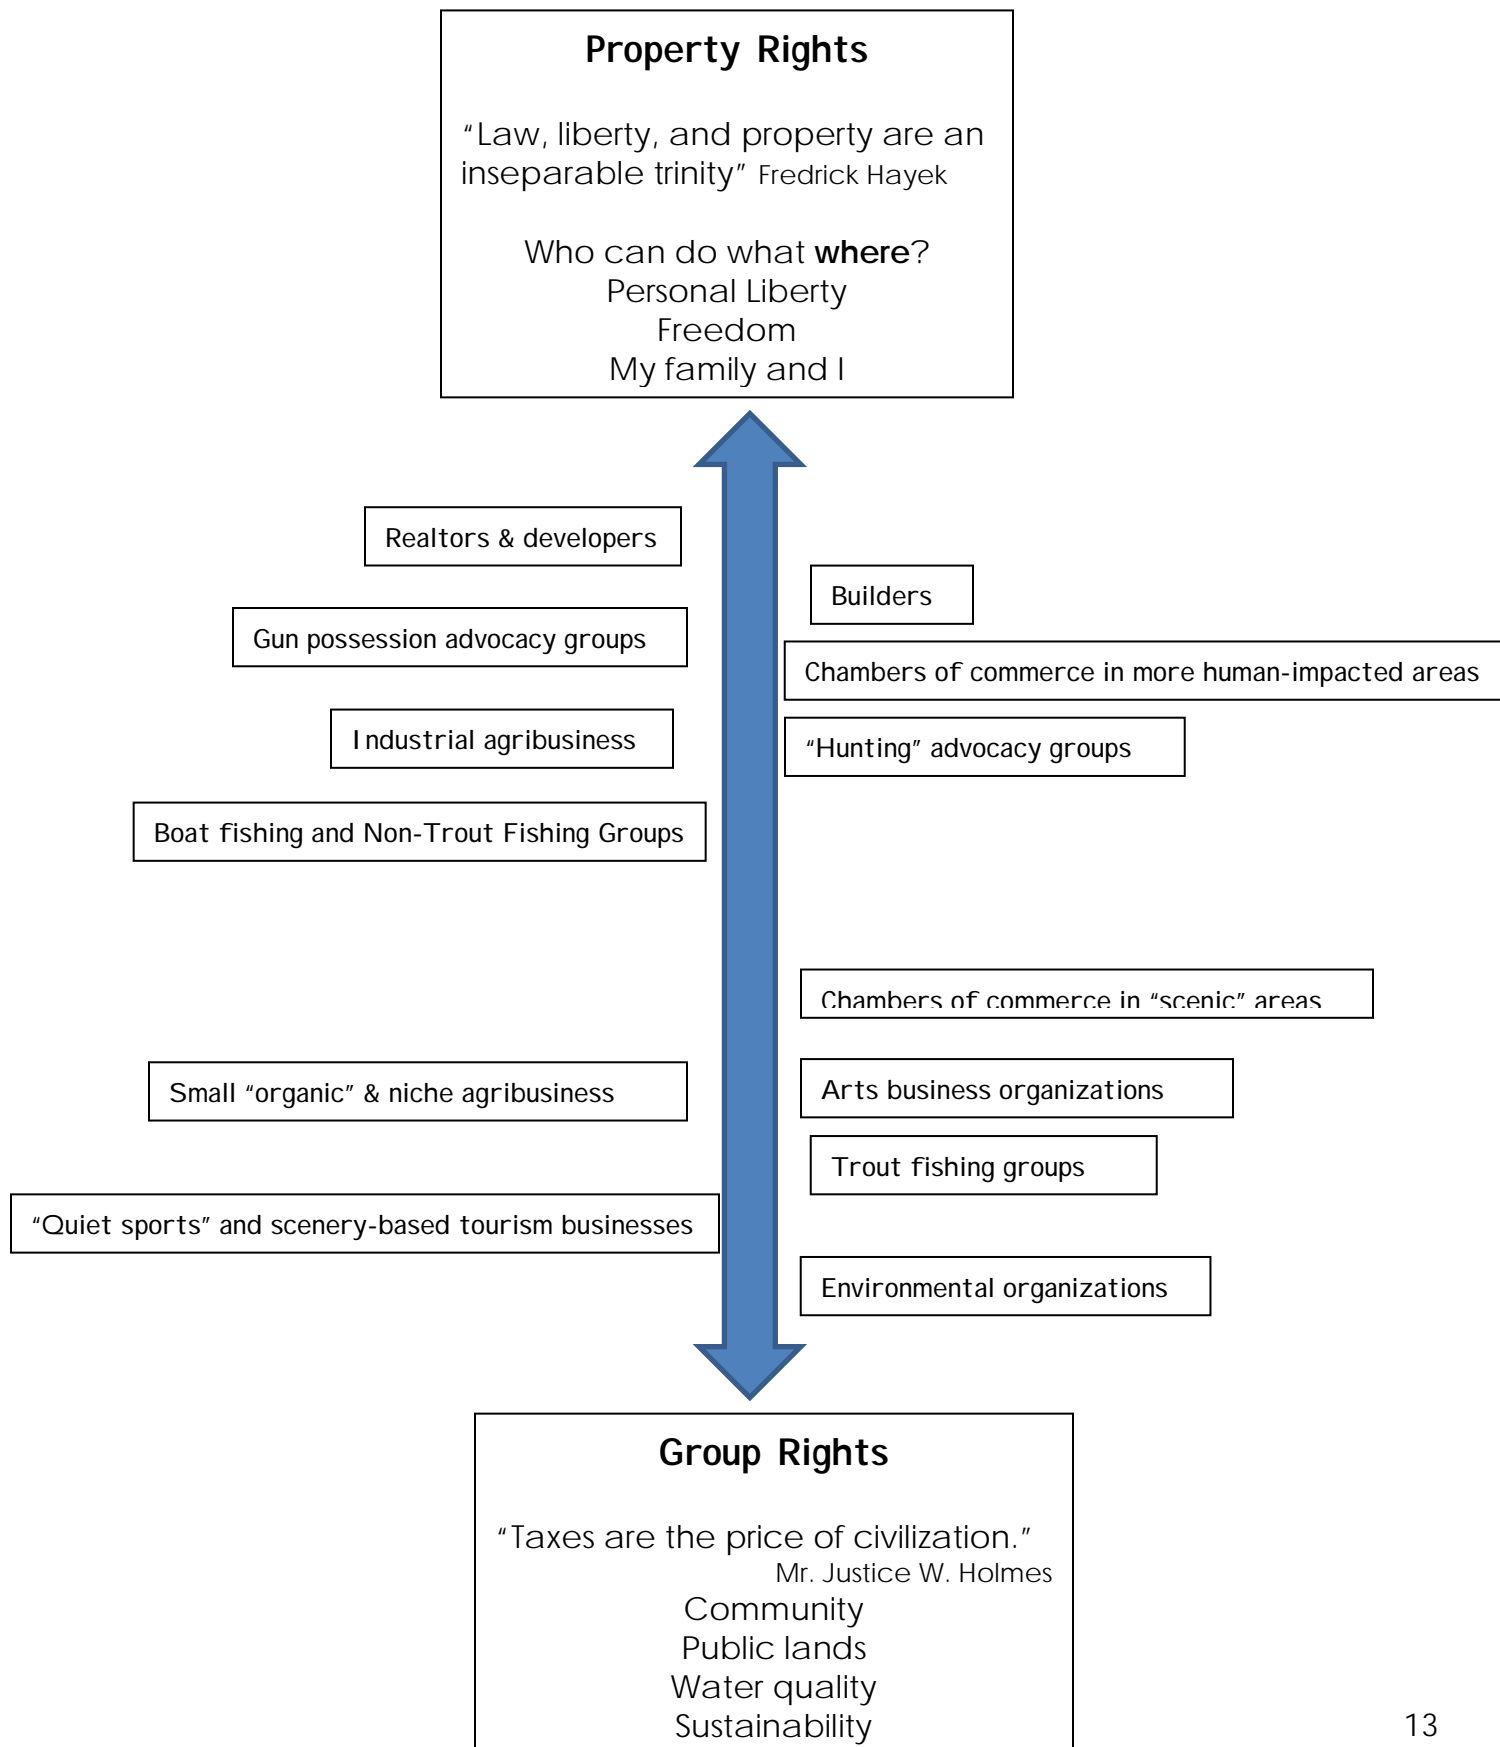 Property Rights
“Law, liberty, and property are an
inseparable trinity” Fredrick Hayek
Who can do what where?
Personal Liberty
Freedom
My family and I
Realtors & developers
Builders
Gun possession advocacy groups
Chambers of commerce in more human-impacted areas
Industrial agribusiness
“Hunting” advocacy groups
Boat fishing and Non-Trout Fishing Groups
Chambers of commerce in “scenic” areas
Small “organic” & niche agribusiness
Arts business organizations
Trout fishing groups
“Quiet sports” and scenery-based tourism businesses
Environmental organizations
Group Rights
“Taxes are the price of civilization.”
Mr. Justice W. Holmes
Community
Public lands
Water quality
Sustainability
13